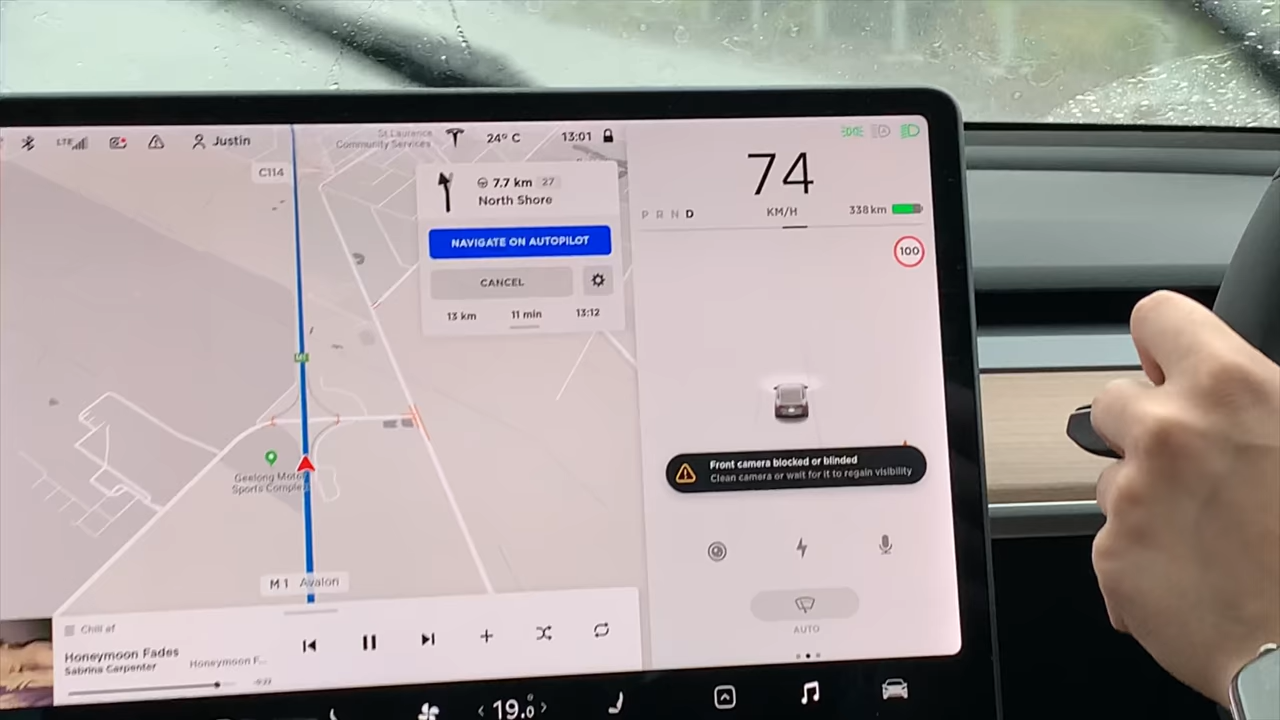 LTE
Justin
St Laurence
Community Services
24° C
13:01
C114
7.7 km 27
North Shore
NAVIGATE ON AUTOPILOT
CANCEL
13 km 11 min 13:12
74
P R N D
KM/H
338 km
100
M1
Geelong Motor
Sports Complex
Front camera blocked or blinded
Clean camera or wait for it to regain visibility
M 1 Avalon
AUTO
Chill af
Honeymoon Fades
Sabrina Carpenter
Honeymoon F...
19.0